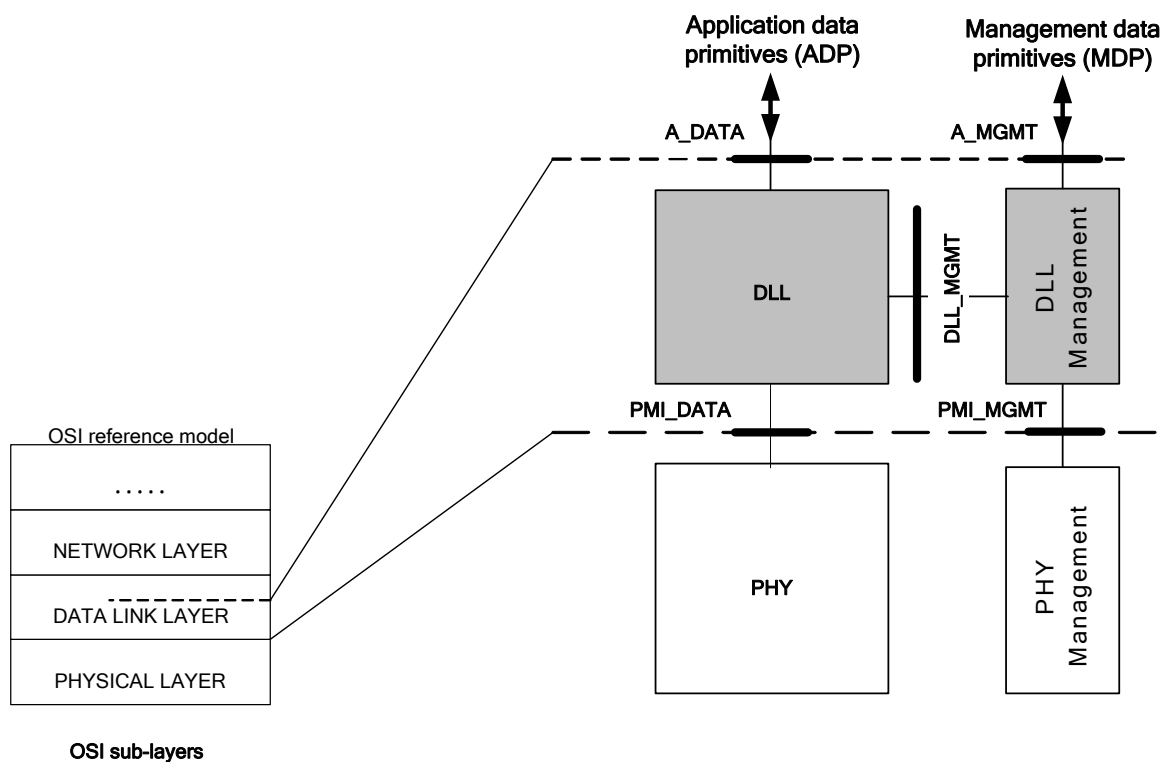 Application data
primitives (ADP)
Management data
primitives (MDP)
A_DATA
A_MGMT
DLL
DLL_MGMT
DLL
Management
PMI_DATA
PMI_MGMT
PHY
PHY
Management
OSI reference model
.....
NETWORK LAYER
DATA LINK LAYER
PHYSICAL LAYER
OSI sub-layers